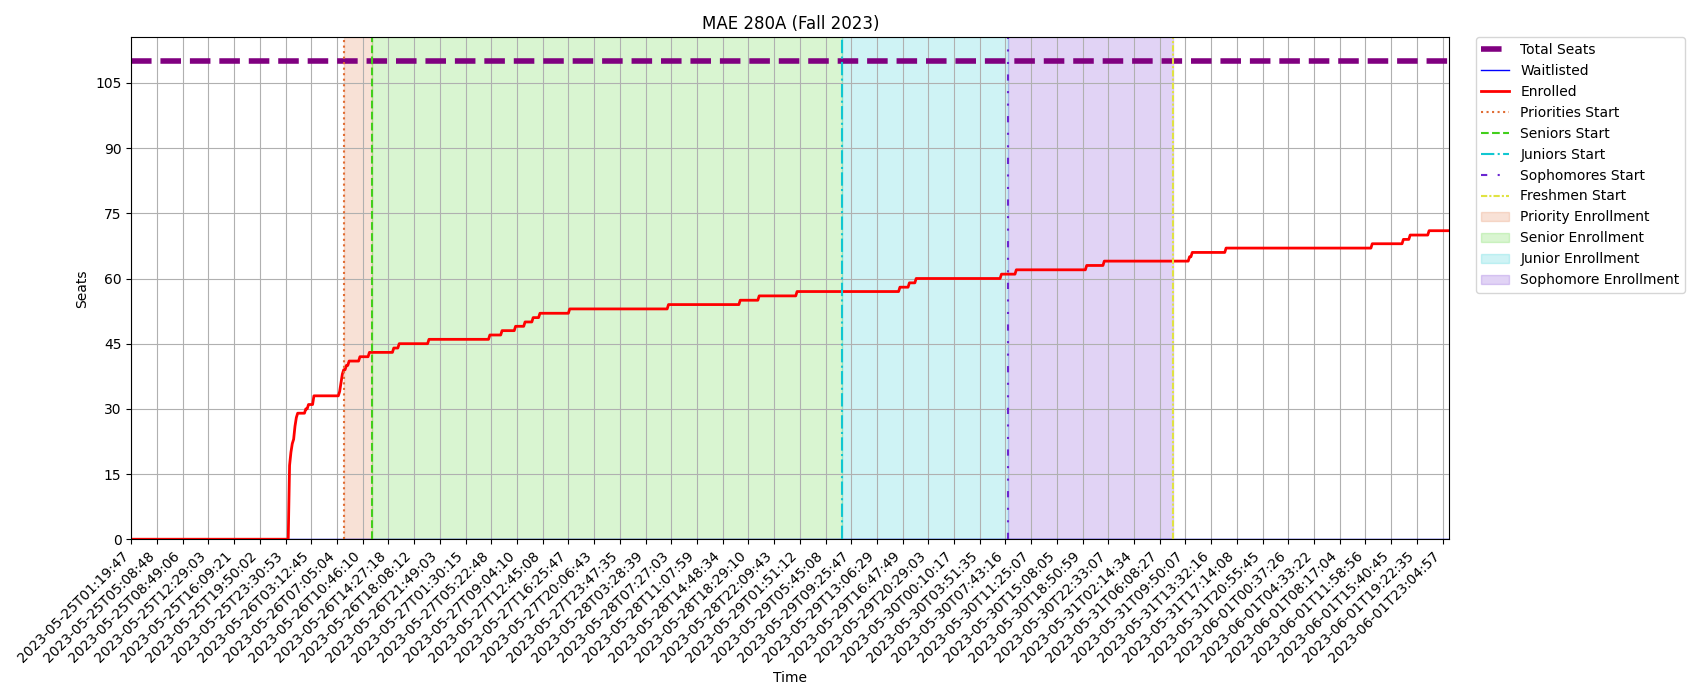 MAE 280A (Fall 2023)
Total Seats
Waitlisted
Enrolled
Priorities Start
Seniors Start
Juniors Start
Sophomores Start
Freshmen Start
Priority Enrollment
Senior Enrollment
Junior Enrollment
Sophomore Enrollment
Seats
105
90
75
60
45
30
15
0
2023-05-25T01:19:47
2023-05-25T05:08:48
2023-05-25T08:49:06
2023-05-25T12:29:03
2023-05-25T16:09:21
2023-05-25T19:50:02
2023-05-25T23:30:53
2023-05-26T03:12:45
2023-05-26T07:05:04
2023-05-26T10:46:10
2023-05-26T14:27:18
2023-05-26T18:08:12
2023-05-26T21:49:03
2023-05-27T01:30:15
2023-05-27T05:22:48
2023-05-27T09:04:10
2023-05-27T12:45:08
2023-05-27T16:25:47
2023-05-27T20:06:43
2023-05-27T23:47:35
2023-05-28T03:28:39
2023-05-28T07:27:03
2023-05-28T11:07:59
2023-05-28T14:48:34
2023-05-28T18:29:10
2023-05-28T22:09:43
2023-05-29T01:51:12
2023-05-29T05:45:08
2023-05-29T09:25:47
2023-05-29T13:06:29
2023-05-29T16:47:49
2023-05-29T20:29:03
2023-05-30T00:10:17
2023-05-30T03:51:35
2023-05-30T07:43:16
2023-05-30T11:25:07
2023-05-30T15:08:05
2023-05-30T18:50:59
2023-05-30T22:33:07
2023-05-31T02:14:34
2023-05-31T06:08:27
2023-05-31T09:50:07
2023-05-31T13:32:16
2023-05-31T17:14:08
2023-05-31T20:55:45
2023-06-01T00:37:26
2023-06-01T04:33:22
2023-06-01T08:17:04
2023-06-01T11:58:56
2023-06-01T15:40:45
2023-06-01T19:22:35
2023-06-01T23:04:57
Time